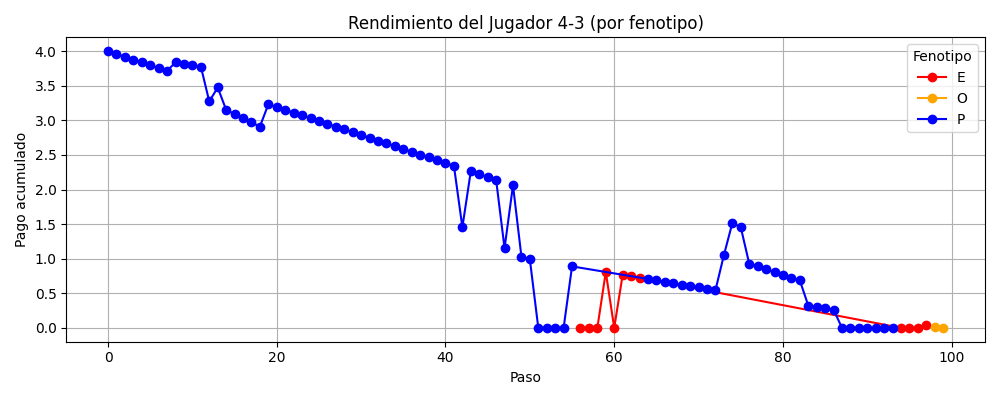 Rendimiento del Jugador 4-3 (por fenotipo)
Pago acumulado
4.0
3.5
3.0
2.5
2.0
1.5
1.0
0.5
0.0
Fenotipo
E
O
P
0
20
40
60
80
100
Paso